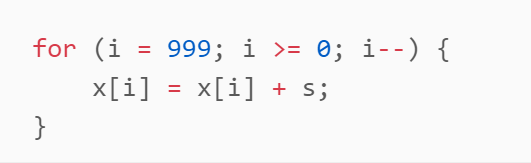 for (i = 999; i >= 0; i--) {
    x[i] = x[i] + s;
}